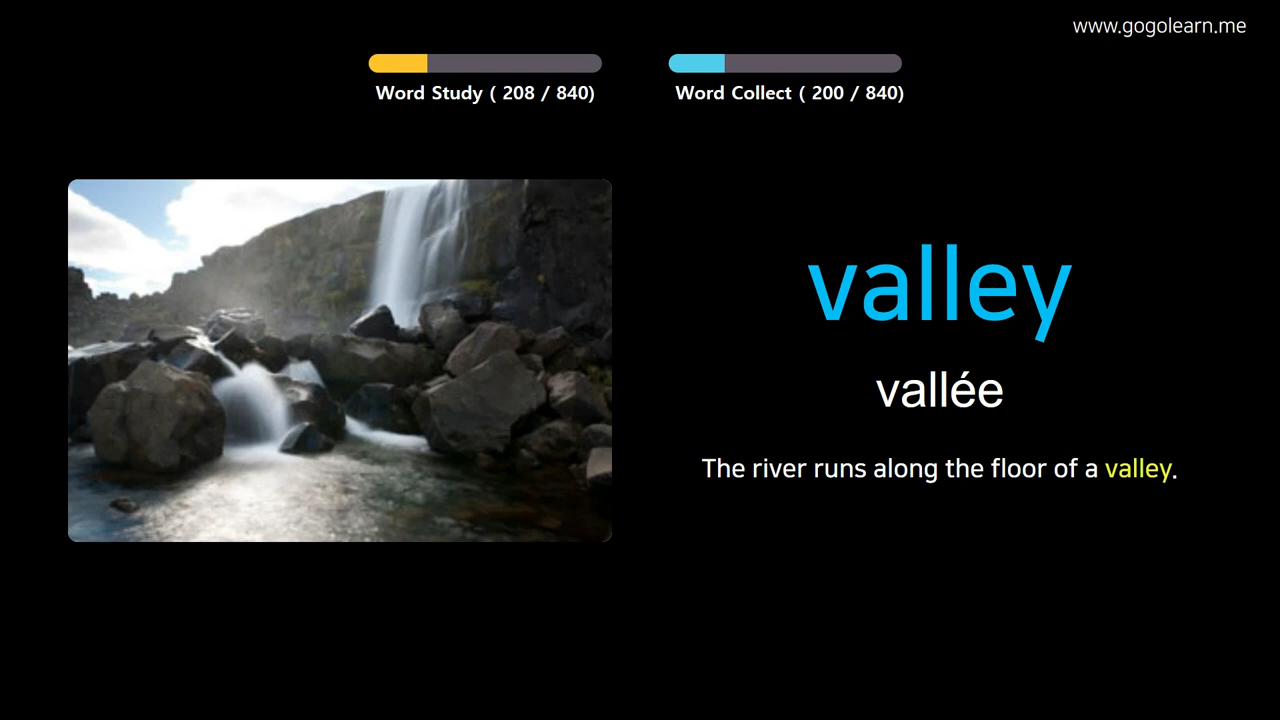 www.gogolearn.me
Word Study ( 208 / 840)
Word Collect ( 200 / 840)
valley
vallée
The river runs along the floor of a valley.